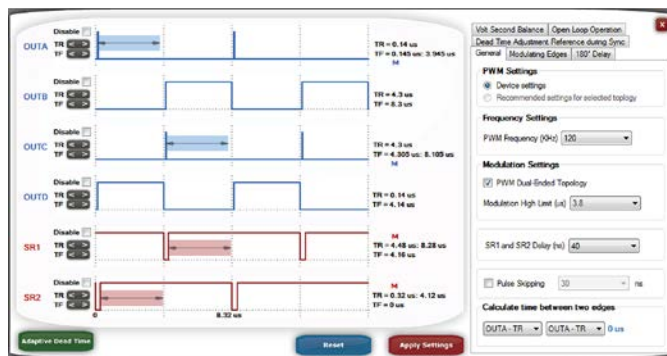 Disable
OUTA
TR < >
TF < >
TR = 0.14 us
TF = 0.145 us: 3.945 us
M
Disable
OUTB
TR < >
TF < >
TR = 4.3 us
TF = 8.3 us
Disable
OUTC
TR < >
TF < >
TR = 4.3 us
TF = 4.305 us: 8.105 us
M
Disable
OUTD
TR < >
TF < >
TR = 0.14 us
TF = 4.14 us
Disable
SR1
TR < >
TF < >
M
TR = 4.48 us: 8.28 us
TF = 4.16 us
Disable
SR2
TR < >
TF < >
M
TR = 0.32 us: 4.12 us
TF = 0 us
0
8.32 us
Adaptive Dead Time
Reset
Apply Settings
x
Volt Second Balance
Open Loop Operation
Dead Time Adjustment Reference during Sync
General
Modulating Edges
180° Delay
PWM Settings
Device settings
Recommended settings for selected toplogy
Frequency Settings
PWM Frequency (KHz) 120
Modulation Settings
PWM Dual-Ended Topology
Modulation High Limit (us) 3.8
SR1 and SR2 Delay (ns) 40
Pulse Skipping 30 ns
Calculate time between two edges
OUTA - TR OUTA - TR 0 us